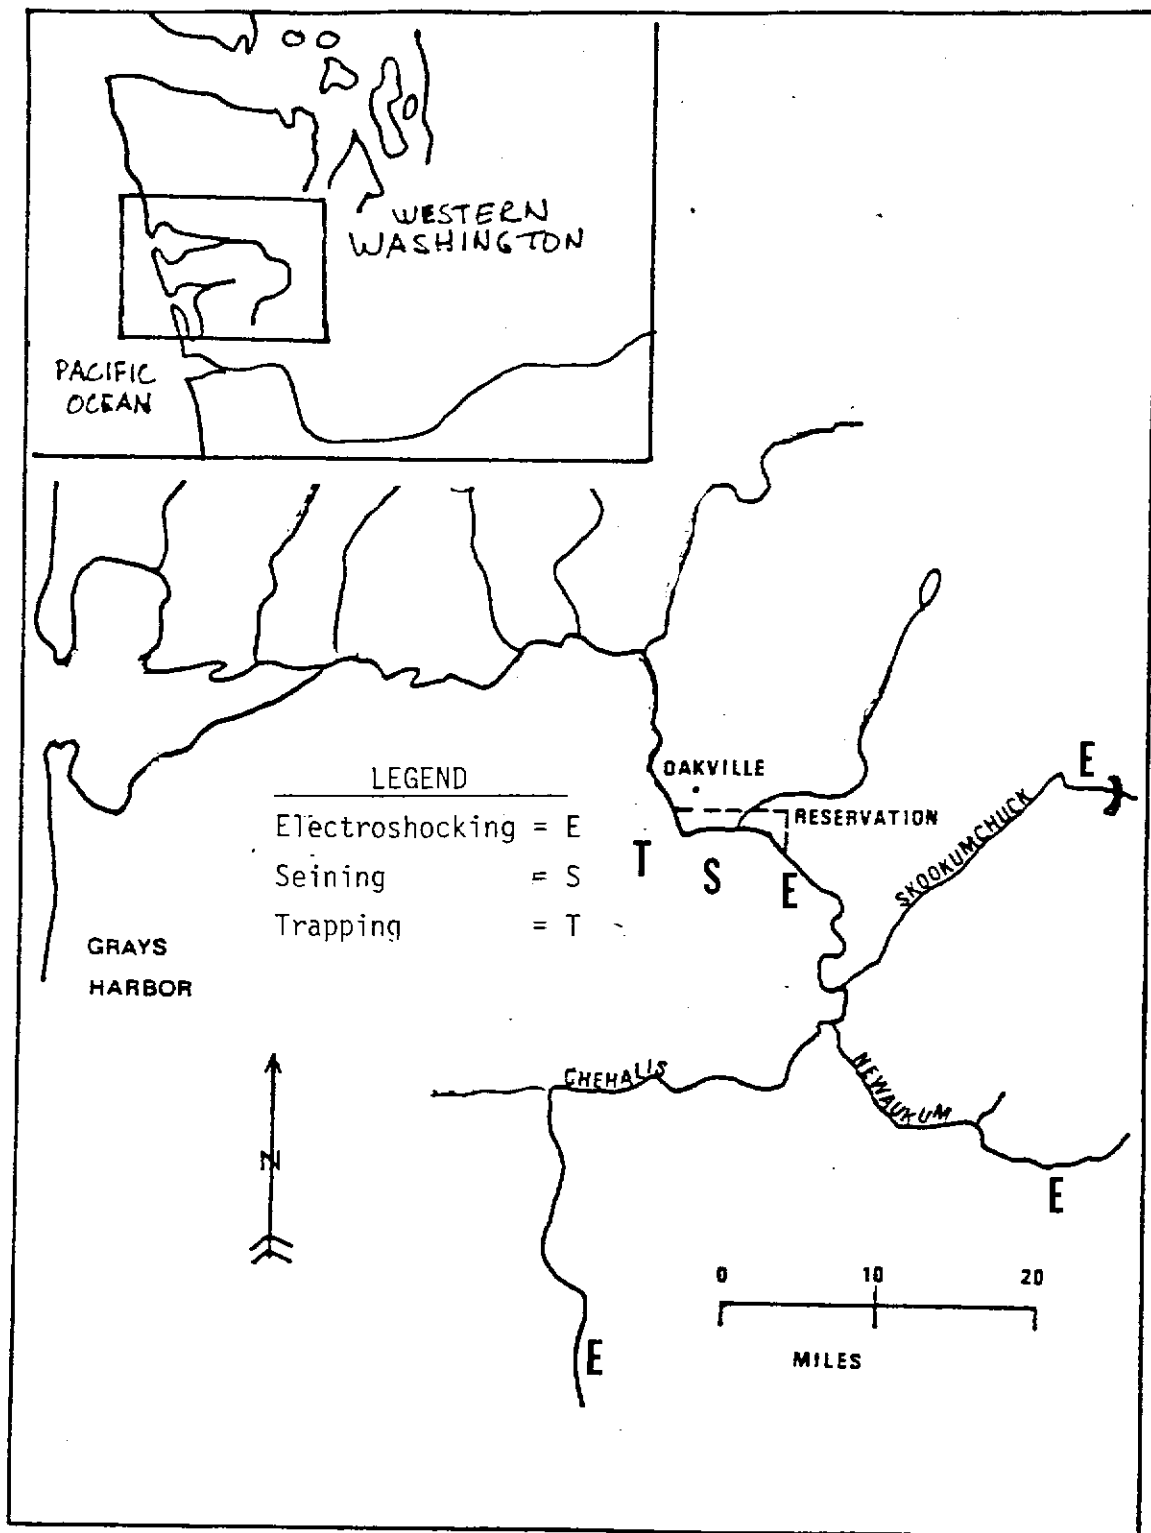 WESTERN
WASHINGTON
PACIFIC
OCEAN
OAKVILLE
E
LEGEND
Electroshocking = E
Seining = S
Trapping = T
RESERVATION
SKOOKUMCHUCK
T
S
E
GRAYS
HARBOR
CHEHALIS
NEWAUKUM
N
E
0 10 20
MILES
E